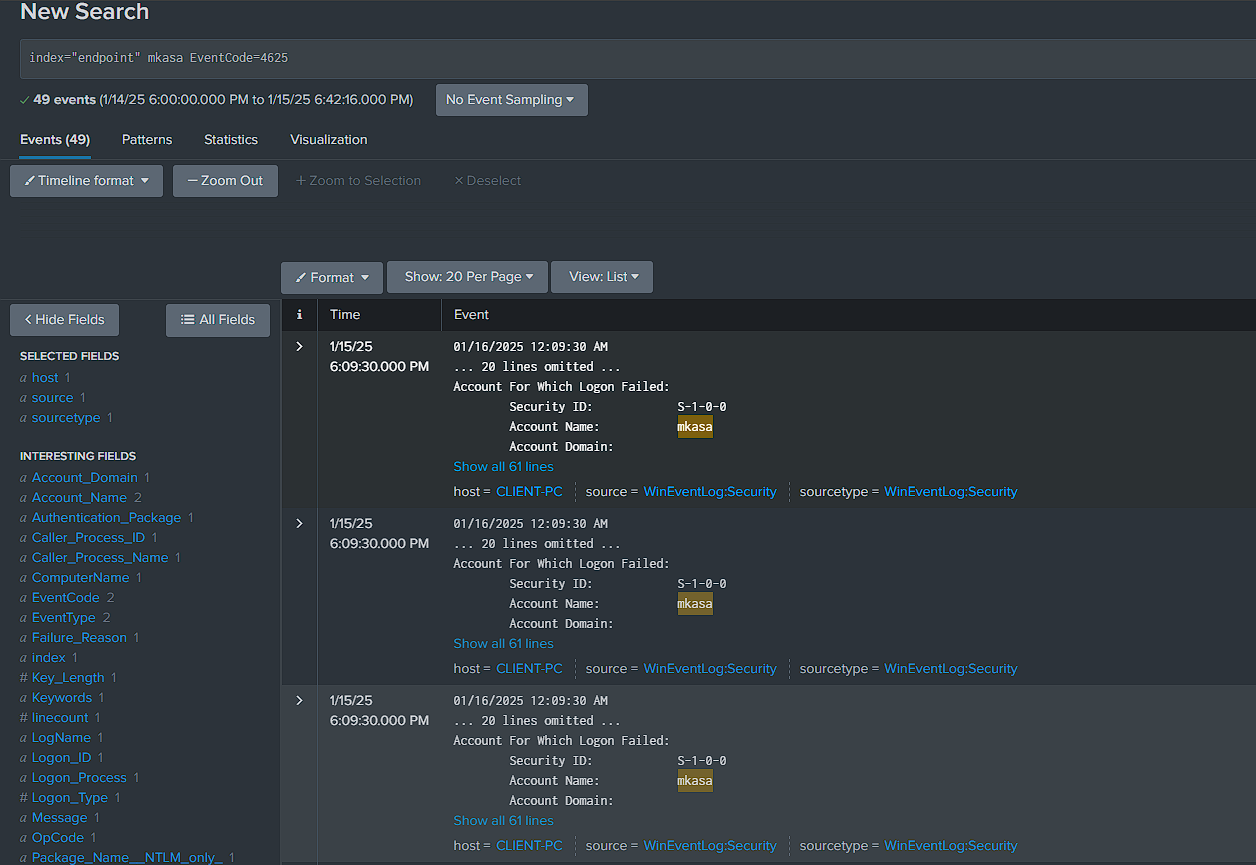 New Search
index="endpoint" mkasa EventCode=4625
✓ 49 events (1/14/25 6:00:00.000 PM to 1/15/25 6:42:16.000 PM) No Event Sampling
Events (49) Patterns Statistics Visualization
Timeline format − Zoom Out + Zoom to Selection × Deselect
Format Show: 20 Per Page View: List
< Hide Fields All Fields
SELECTED FIELDS
a host 1
a source 1
a sourcetype 1
INTERESTING FIELDS
a Account_Domain 1
a Account_Name 2
a Authentication_Package 1
a Caller_Process_ID 1
a Caller_Process_Name 1
a ComputerName 1
a EventCode 2
a EventType 2
a Failure_Reason 1
a index 1
# Key_Length 1
a Keywords 1
# linecount 1
a LogName 1
a Logon_ID 1
a Logon_Process 1
# Logon_Type 1
a Message 1
a OpCode 1
a Package_Name__NTLM_only_ 1
i Time Event
> 1/15/25 01/16/2025 12:09:30 AM
6:09:30.000 PM ... 20 lines omitted ...
Account For Which Logon Failed:
Security ID: S-1-0-0
Account Name: mkasa
Account Domain:
Show all 61 lines
host = CLIENT-PC source = WinEventLog:Security sourcetype = WinEventLog:Security
> 1/15/25 01/16/2025 12:09:30 AM
6:09:30.000 PM ... 20 lines omitted ...
Account For Which Logon Failed:
Security ID: S-1-0-0
Account Name: mkasa
Account Domain:
Show all 61 lines
host = CLIENT-PC source = WinEventLog:Security sourcetype = WinEventLog:Security
> 1/15/25 01/16/2025 12:09:30 AM
6:09:30.000 PM ... 20 lines omitted ...
Account For Which Logon Failed:
Security ID: S-1-0-0
Account Name: mkasa
Account Domain:
Show all 61 lines
host = CLIENT-PC source = WinEventLog:Security sourcetype = WinEventLog:Security